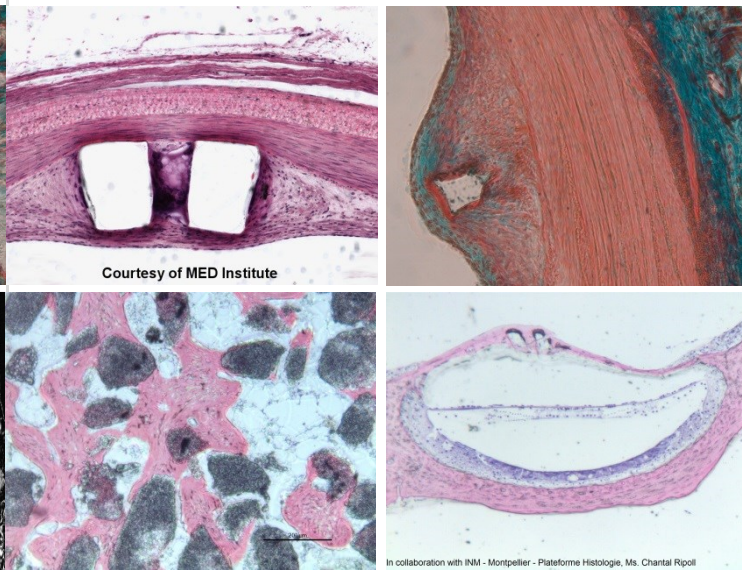 Courtesy of MED Institute
In collaboration with INM - Montpellier - Plateforme Histologie, Ms. Chantal Ripoll